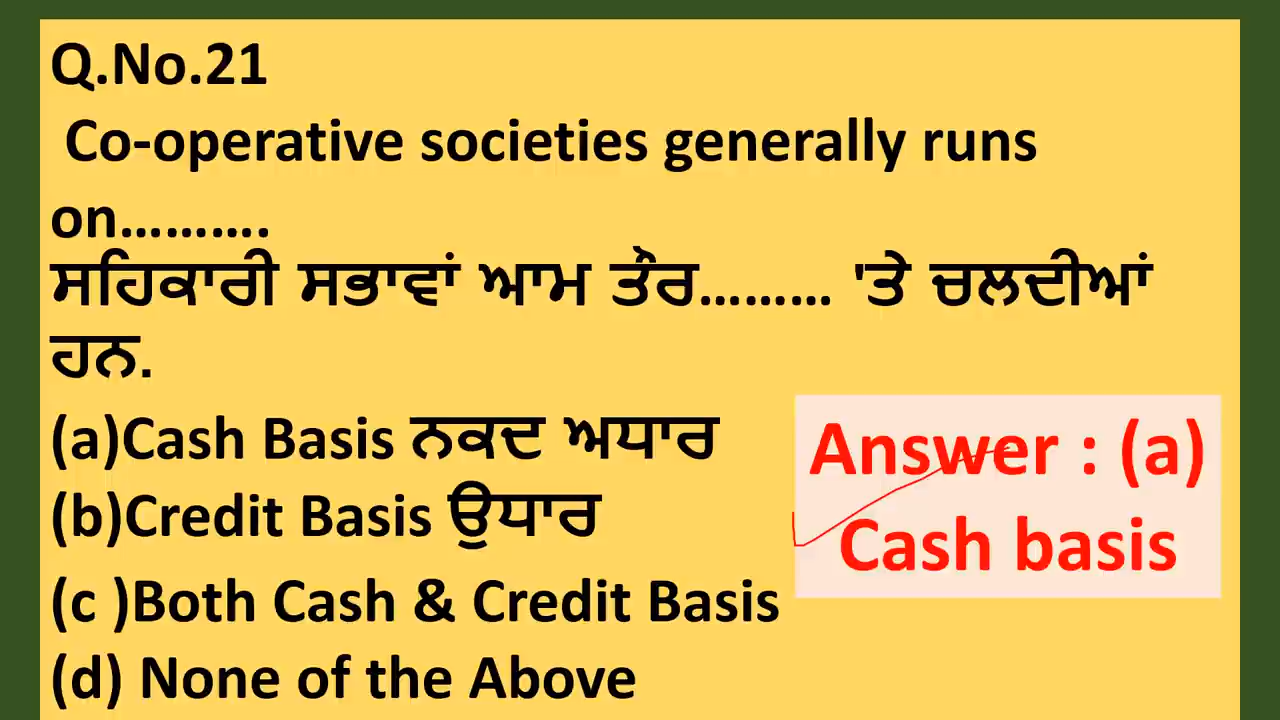 Q.No.21
Co-operative societies generally runs
on……….
ਸਹਿਕਾਰੀ ਸਭਾਵਾਂ ਆਮ ਤੌਰ……… 'ਤੇ ਚਲਦੀਆਂ
ਹਨ.
(a)Cash Basis ਨਕਦ ਅਧਾਰ
(b)Credit Basis ਉਧਾਰ
(c )Both Cash & Credit Basis
(d) None of the Above
Answer : (a)
Cash basis